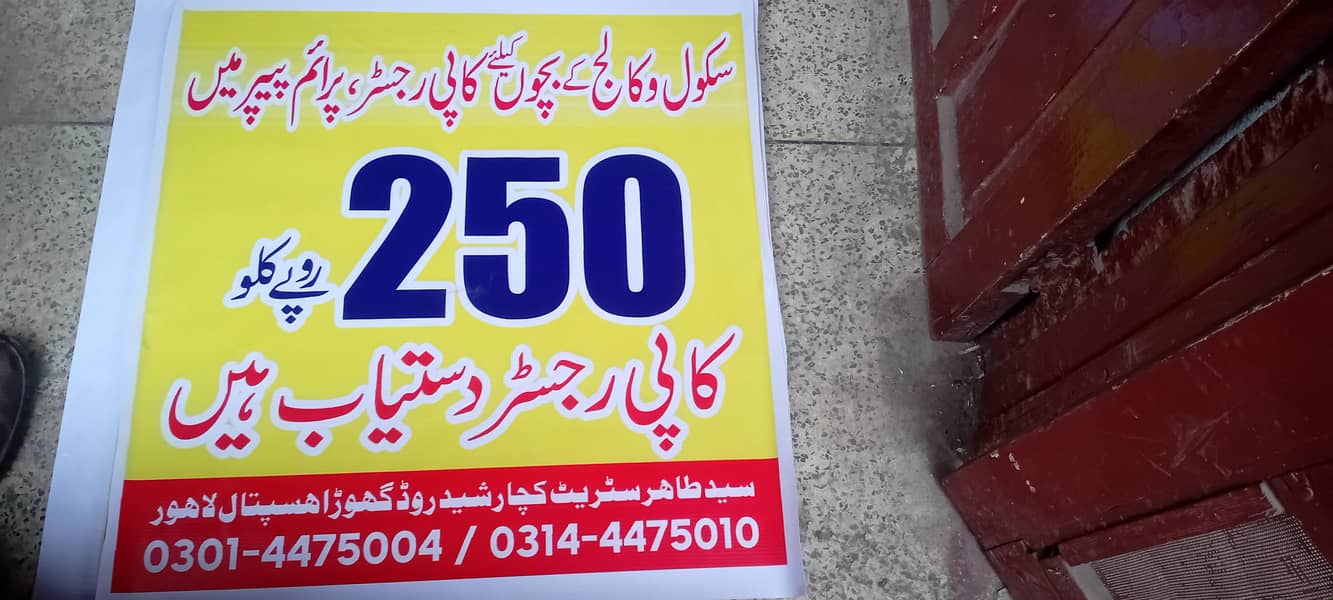 سکول و کالج کے بچوں کیلئے کاپی رجسٹر، پرائم پیپر میں
250 روپے کلو
کاپی رجسٹر دستیاب ہیں
سید طاہر سٹریٹ کچا رشید روڈ گھوڑا ہسپتال لاہور
0301-4475004 / 0314-4475010